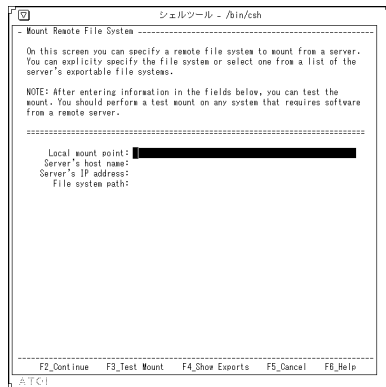 シェルツール - /bin/csh
- Mount Remote File System -----------------------------------------------
On this screen you can specify a remote file system to mount from a server.
You can explicity specify the file system or select one from a list of the
server's exportable file systems.
NOTE: After entering information in the fields below, you can test the
mount. You should perform a test mount on any system that requires software
from a remote server.
==========================================================================
Local mount point:
Server's host name:
Server's IP address:
File system path:
--------------------------------------------------------------------------
F2_Continue F3_Test Mount F4_Show Exports F5_Cancel F6_Help